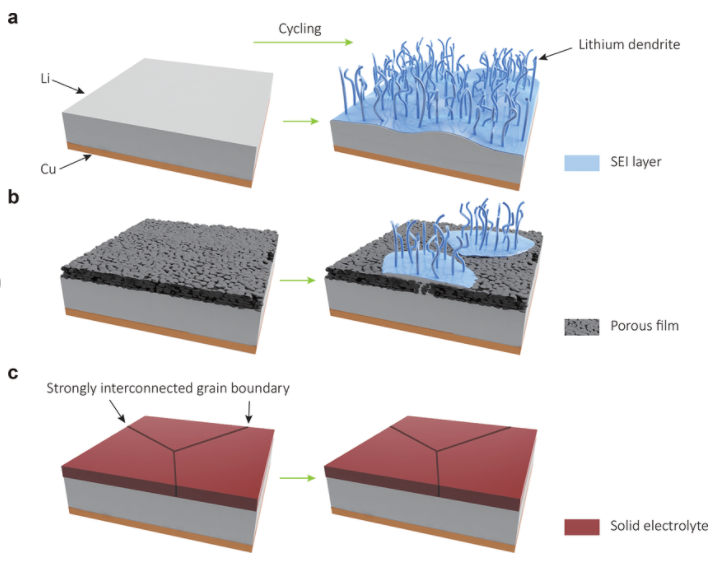 a
Cycling
Lithium dendrite
Li
Cu
SEI layer
b
Porous film
c
Strongly interconnected grain boundary
Solid electrolyte